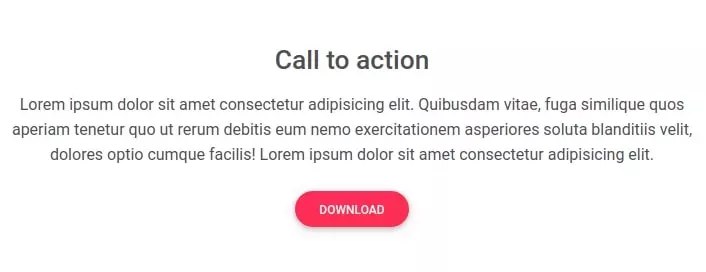 Call to action
Lorem ipsum dolor sit amet consectetur adipisicing elit. Quibusdam vitae, fuga similique quos
aperiam tenetur quo ut rerum debitis eum nemo exercitationem asperiores soluta blanditiis velit,
dolores optio cumque facilis! Lorem ipsum dolor sit amet consectetur adipisicing elit.
DOWNLOAD